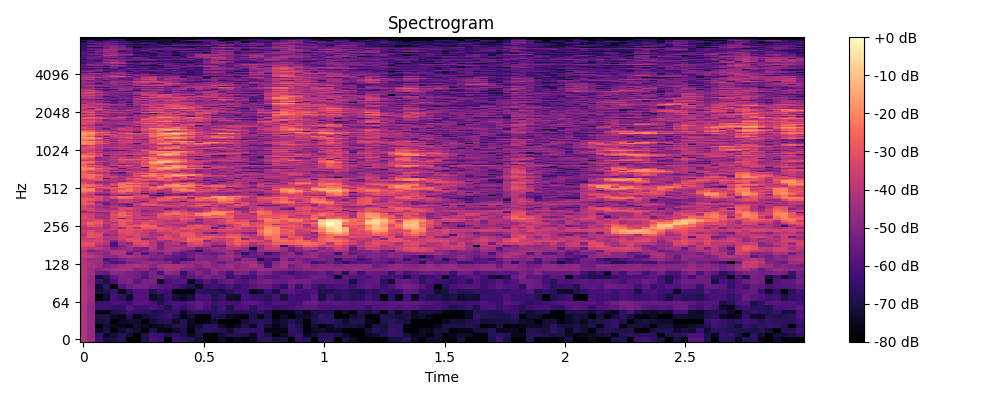 Spectrogram
Hz
4096
2048
1024
512
256
128
64
0
0
0.5
1
1.5
2
2.5
Time
+0 dB
-10 dB
-20 dB
-30 dB
-40 dB
-50 dB
-60 dB
-70 dB
-80 dB